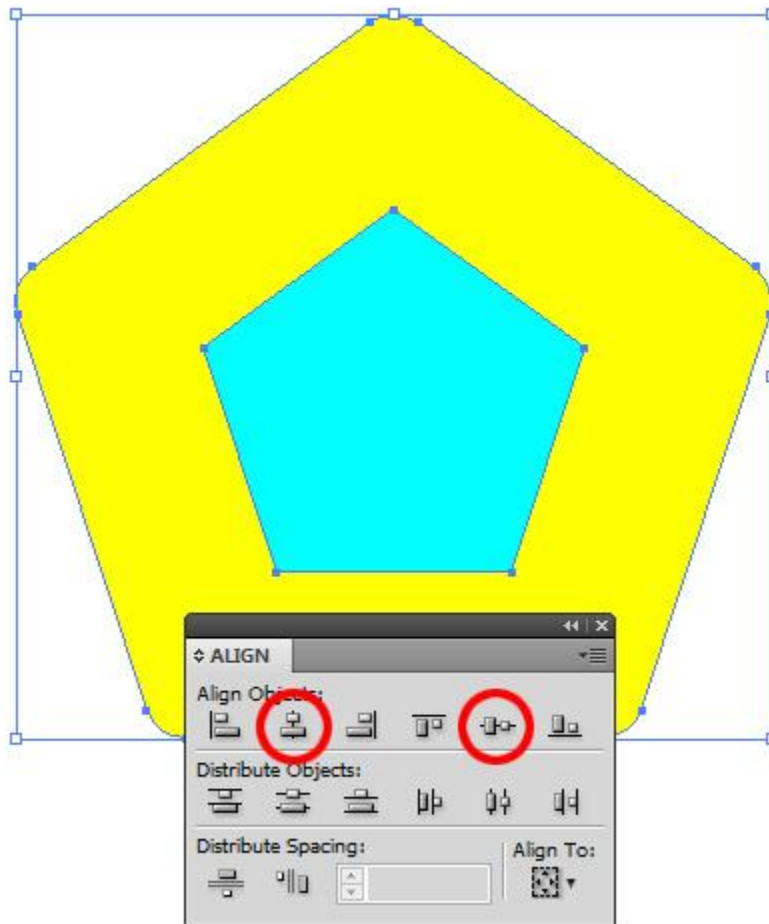 ALIGN
Align Objects:
Distribute Objects:
Distribute Spacing:
Align To: